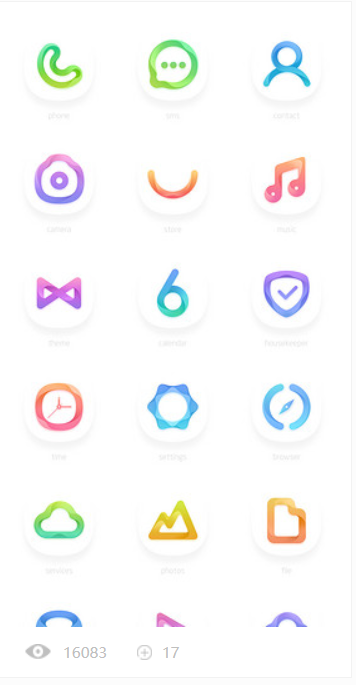 phone sms contact
camera store music
theme calendar housekeeper
time settings browser
services photos file
16083 17